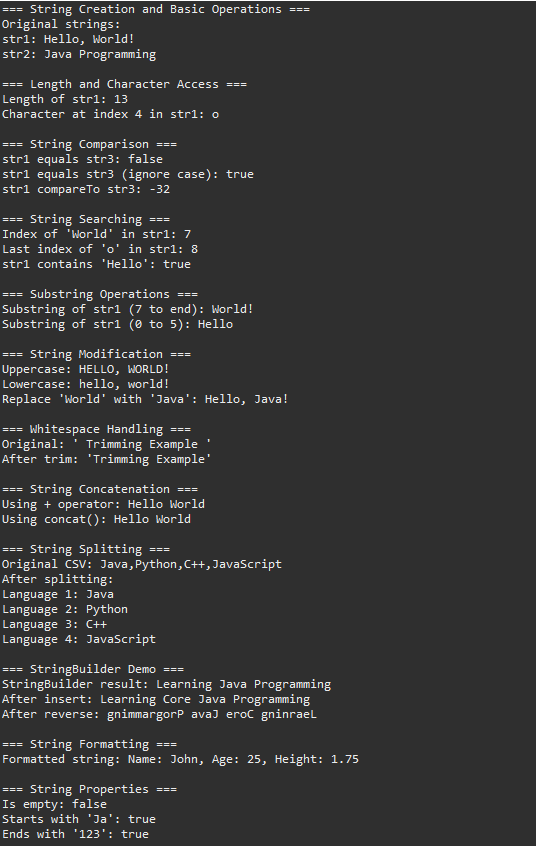 === String Creation and Basic Operations ===
Original strings:
str1: Hello, World!
str2: Java Programming
=== Length and Character Access ===
Length of str1: 13
Character at index 4 in str1: o
=== String Comparison ===
str1 equals str3: false
str1 equals str3 (ignore case): true
str1 compareTo str3: -32
=== String Searching ===
Index of 'World' in str1: 7
Last index of 'o' in str1: 8
str1 contains 'Hello': true
=== Substring Operations ===
Substring of str1 (7 to end): World!
Substring of str1 (0 to 5): Hello
=== String Modification ===
Uppercase: HELLO, WORLD!
Lowercase: hello, world!
Replace 'World' with 'Java': Hello, Java!
=== Whitespace Handling ===
Original: ' Trimming Example '
After trim: 'Trimming Example'
=== String Concatenation ===
Using + operator: Hello World
Using concat(): Hello World
=== String Splitting ===
Original CSV: Java,Python,C++,JavaScript
After splitting:
Language 1: Java
Language 2: Python
Language 3: C++
Language 4: JavaScript
=== StringBuilder Demo ===
StringBuilder result: Learning Java Programming
After insert: Learning Core Java Programming
After reverse: gnimmargorP avaJ eroC gninraeL
=== String Formatting ===
Formatted string: Name: John, Age: 25, Height: 1.75
=== String Properties ===
Is empty: false
Starts with 'Ja': true
Ends with '123': true